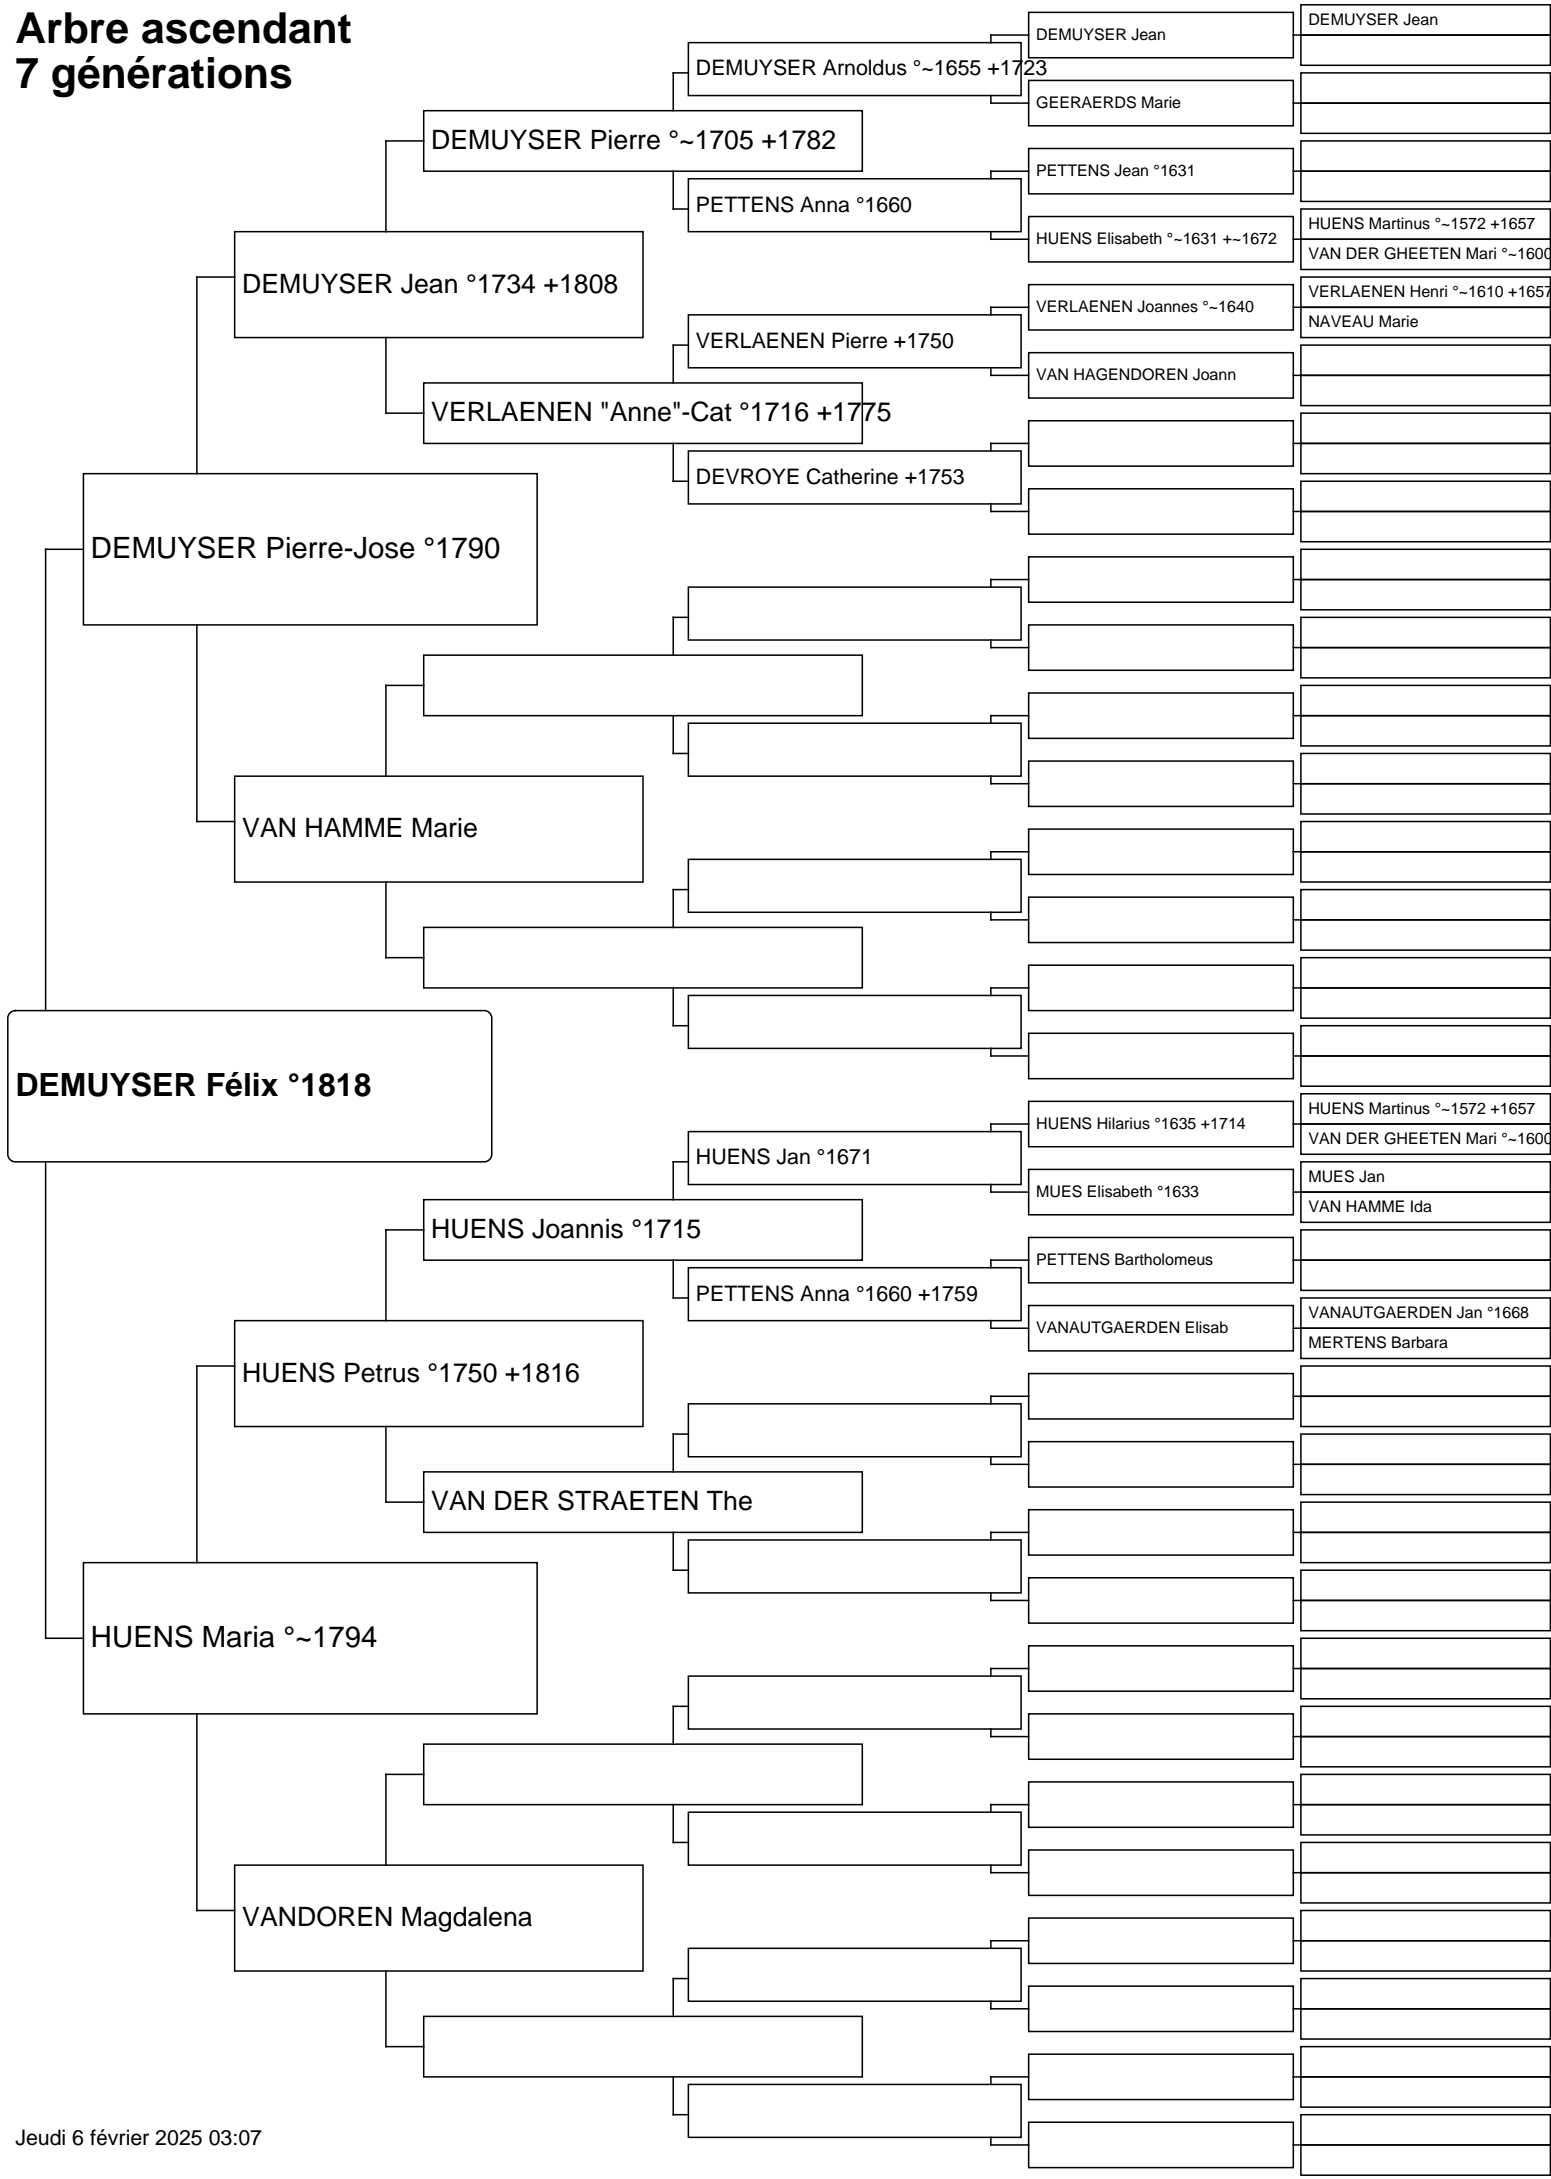 Arbre ascendant
7 générations
DEMUYSER Jean
DEMUYSER Jean
DEMUYSER Arnoldus °~1655 +1723
GEERAERDS Marie
DEMUYSER Pierre °~1705 +1782
PETTENS Jean °1631
PETTENS Anna °1660
HUENS Martinus °~1572 +1657
HUENS Elisabeth °~1631 +~1672
VAN DER GHEETEN Mari °~1600
DEMUYSER Jean °1734 +1808
VERLAENEN Henri °~1610 +1657
VERLAENEN Joannes °~1640
NAVEAU Marie
VERLAENEN Pierre +1750
VAN HAGENDOREN Joann
VERLAENEN "Anne"-Cat °1716 +1775
DEVROYE Catherine +1753
DEMUYSER Pierre-Jose °1790
VAN HAMME Marie
DEMUYSER Félix °1818
HUENS Martinus °~1572 +1657
HUENS Hilarius °1635 +1714
VAN DER GHEETEN Mari °~1600
HUENS Jan °1671
MUES Jan
MUES Elisabeth °1633
VAN HAMME Ida
HUENS Joannis °1715
PETTENS Bartholomeus
PETTENS Anna °1660 +1759
VANAUTGAERDEN Jan °1668
VANAUTGAERDEN Elisab
MERTENS Barbara
HUENS Petrus °1750 +1816
VAN DER STRAETEN The
HUENS Maria °~1794
VANDOREN Magdalena
Jeudi 6 février 2025 03:07